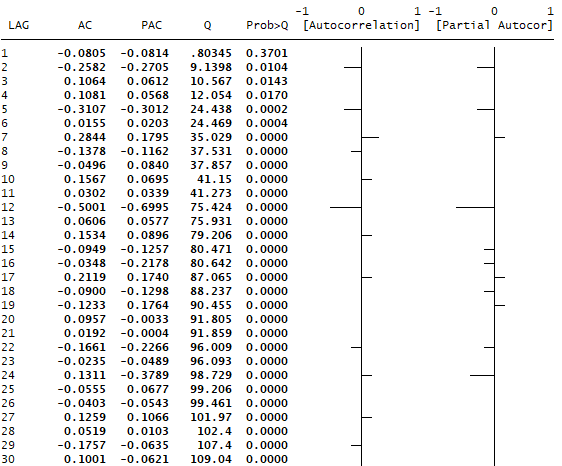 -1 0 1 -1 0 1
LAG AC PAC Q Prob>Q [Autocorrelation] [Partial Autocor]
1 -0.0805 -0.0814 .80345 0.3701
2 -0.2582 -0.2705 9.1398 0.0104
3 0.1064 0.0612 10.567 0.0143
4 0.1081 0.0568 12.054 0.0170
5 -0.3107 -0.3012 24.438 0.0002
6 0.0155 0.0203 24.469 0.0004
7 0.2844 0.1795 35.029 0.0000
8 -0.1378 -0.1162 37.531 0.0000
9 -0.0496 0.0840 37.857 0.0000
10 0.1567 0.0695 41.15 0.0000
11 0.0302 0.0339 41.273 0.0000
12 -0.5001 -0.6995 75.424 0.0000
13 0.0606 0.0577 75.931 0.0000
14 0.1534 0.0896 79.206 0.0000
15 -0.0949 -0.1257 80.471 0.0000
16 -0.0348 -0.2178 80.642 0.0000
17 0.2119 0.1740 87.065 0.0000
18 -0.0900 -0.1298 88.237 0.0000
19 -0.1233 0.1764 90.455 0.0000
20 0.0957 -0.0033 91.805 0.0000
21 0.0192 -0.0004 91.859 0.0000
22 -0.1661 -0.2266 96.009 0.0000
23 -0.0235 -0.0489 96.093 0.0000
24 0.1311 -0.3789 98.729 0.0000
25 -0.0555 0.0677 99.206 0.0000
26 -0.0403 -0.0543 99.461 0.0000
27 0.1259 0.1066 101.97 0.0000
28 0.0519 0.0103 102.4 0.0000
29 -0.1757 -0.0635 107.4 0.0000
30 0.1001 -0.0621 109.04 0.0000